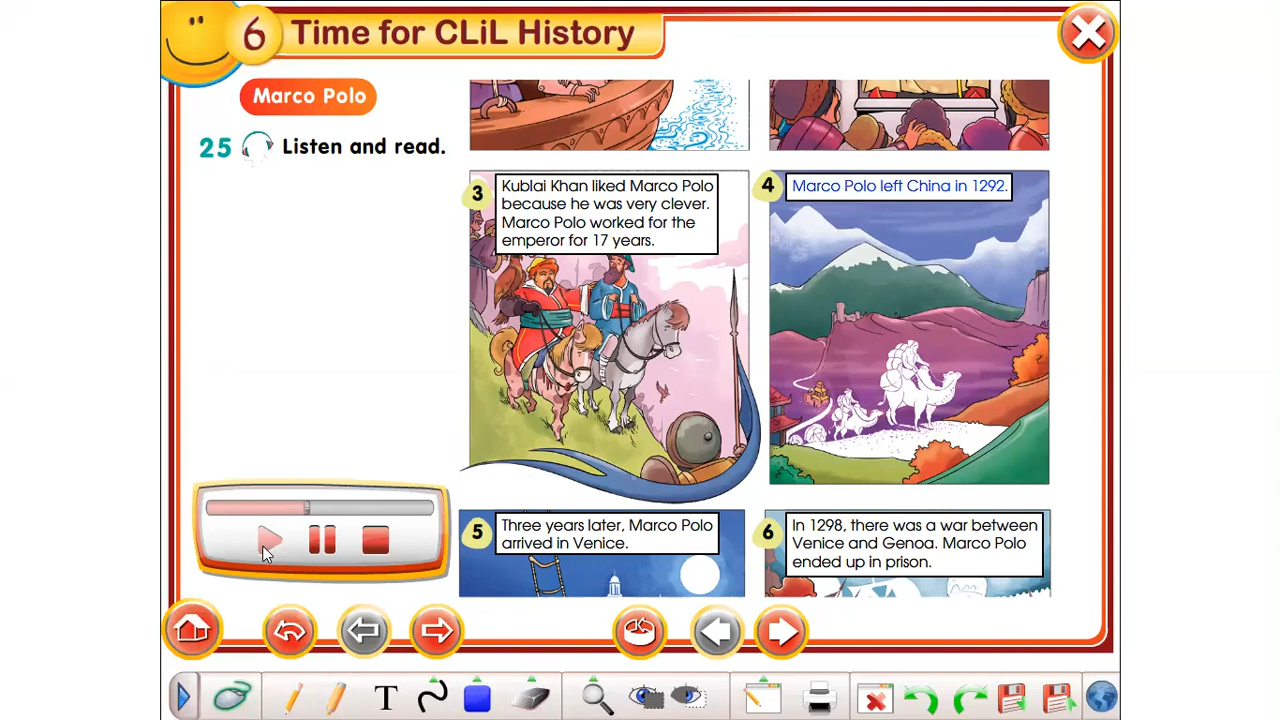 6 Time for CLiL History
Marco Polo
25 Listen and read.
3
Kublai Khan liked Marco Polo
because he was very clever.
Marco Polo worked for the
emperor for 17 years.
4
Marco Polo left China in 1292.
5
Three years later, Marco Polo
arrived in Venice.
6
In 1298, there was a war between
Venice and Genoa. Marco Polo
ended up in prison.
T